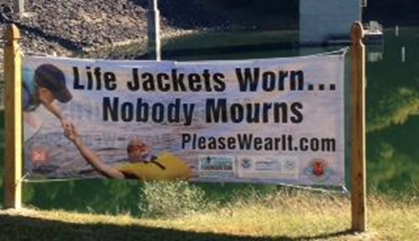 Life Jackets Worn...
Nobody Mourns
PleaseWearIt.com